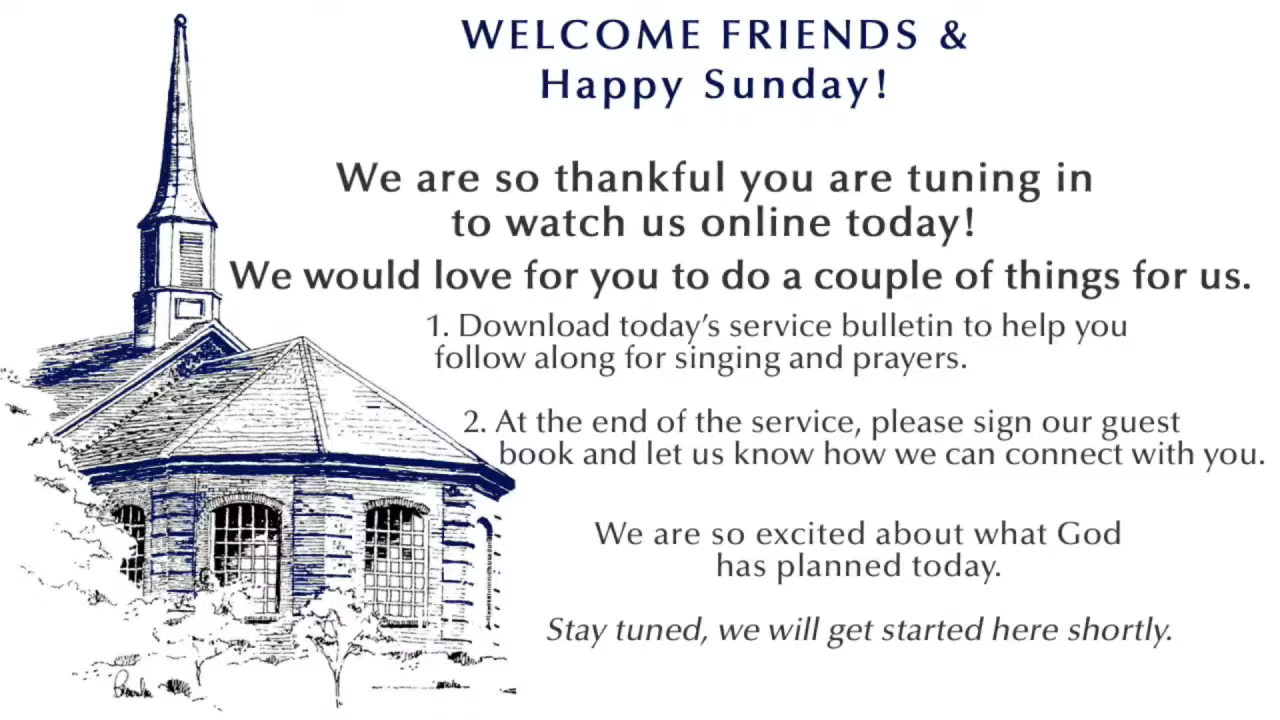 WELCOME FRIENDS &
Happy Sunday!
We are so thankful you are tuning in
to watch us online today!
We would love for you to do a couple of things for us.
1. Download today's service bulletin to help you
follow along for singing and prayers.
2. At the end of the service, please sign our guest
book and let us know how we can connect with you.
We are so excited about what God
has planned today.
Stay tuned, we will get started here shortly.